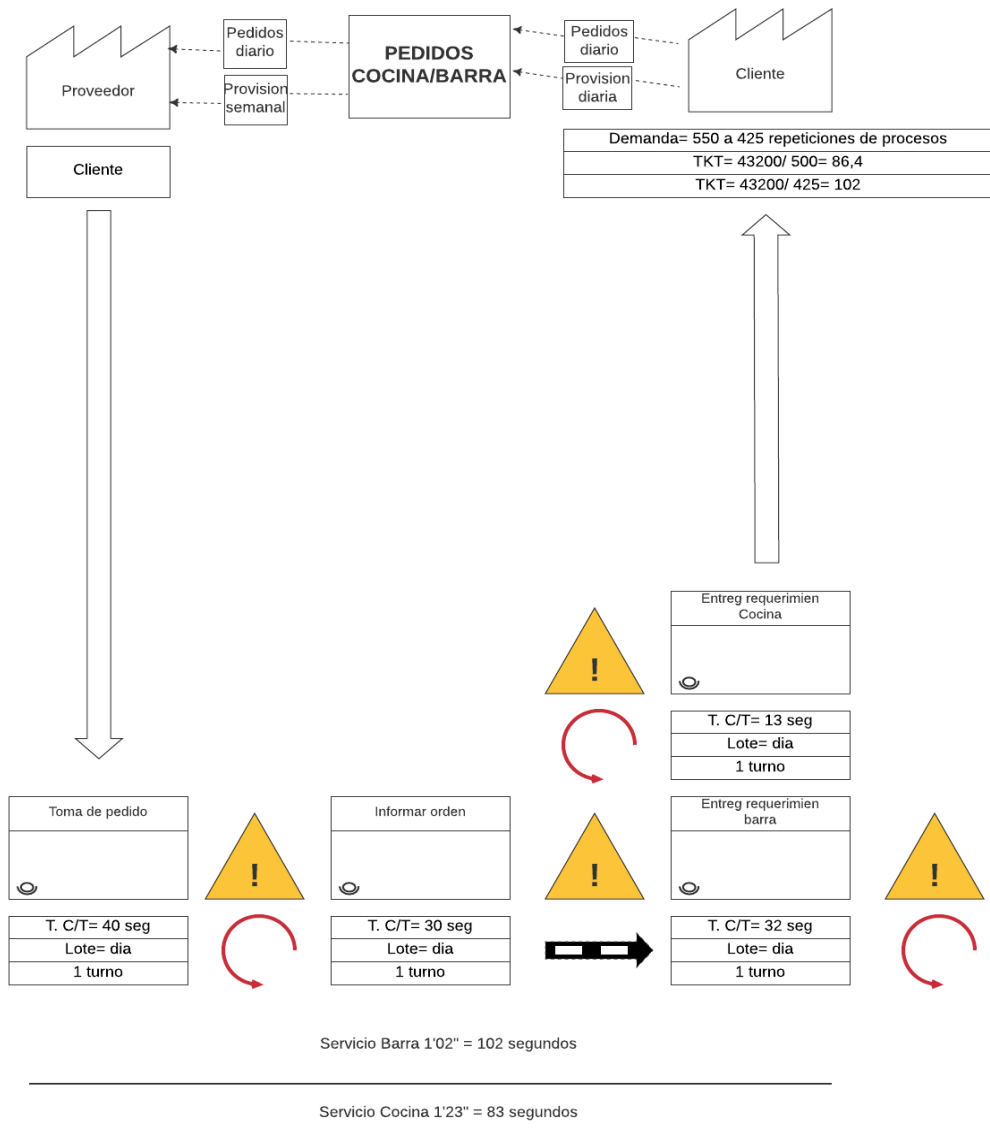 Proveedor
Pedidos
diario
Provision
semanal
PEDIDOS
COCINA/BARRA
Pedidos
diario
Provision
diaria
Cliente
Cliente
Demanda= 550 a 425 repeticiones de procesos
TKT= 43200/ 500= 86,4
TKT= 43200/ 425= 102
Entreg requerimien
Cocina
!
T. C/T= 13 seg
Lote= dia
1 turno
Toma de pedido
!
Informar orden
!
Entreg requerimien
barra
!
T. C/T= 40 seg
Lote= dia
1 turno
T. C/T= 30 seg
Lote= dia
1 turno
T. C/T= 32 seg
Lote= dia
1 turno
Servicio Barra 1'02" = 102 segundos
Servicio Cocina 1'23" = 83 segundos